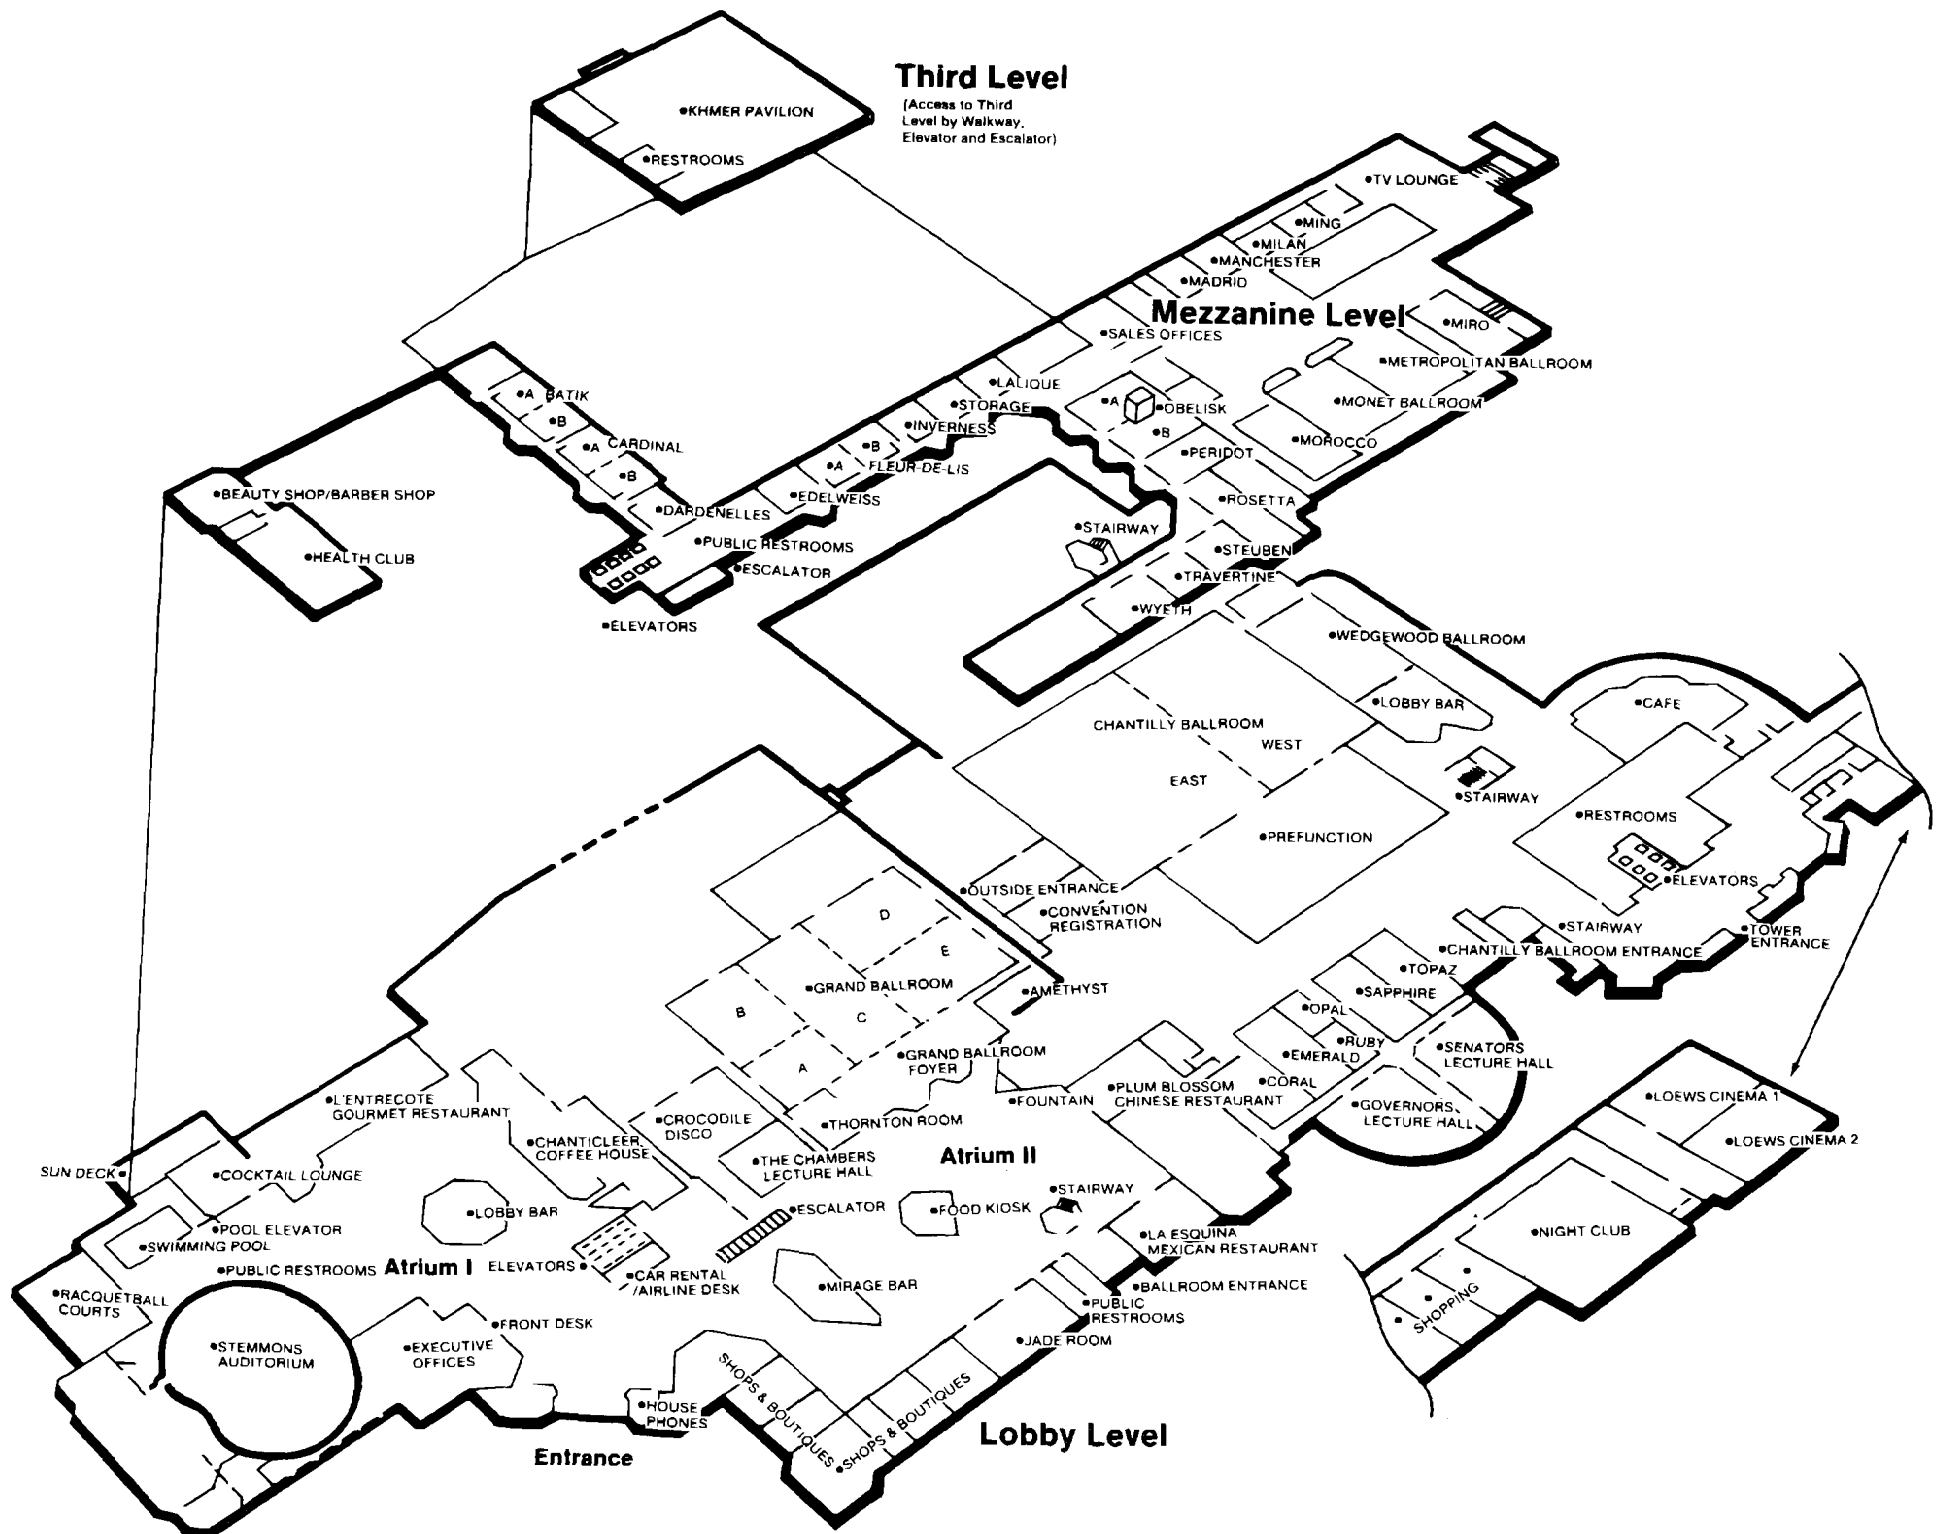 Third Level
(Access to Third
Level by Walkway,
Elevator and Escalator)
KHMER PAVILION
RESTROOMS
TV LOUNGE
MING
MILAN
MANCHESTER
MADRID
Mezzanine Level
SALES OFFICES
MIRO
METROPOLITAN BALLROOM
MONET BALLROOM
MOROCCO
LALIQUE
STORAGE
A
OBELISK
B
INVERNESS
PERIDOT
B
A
FLEUR-DE-LIS
EDELWEISS
ROSETTA
A BATIK
B
A CARDINAL
B
DARDENELLES
PUBLIC RESTROOMS
ESCALATOR
ELEVATORS
BEAUTY SHOP/BARBER SHOP
HEALTH CLUB
STAIRWAY
STEUBEN
TRAVERTINE
WYETH
WEDGEWOOD BALLROOM
LOBBY BAR
CAFE
CHANTILLY BALLROOM
WEST
EAST
STAIRWAY
PREFUNCTION
RESTROOMS
ELEVATORS
OUTSIDE ENTRANCE
CONVENTION
REGISTRATION
STAIRWAY
TOWER
ENTRANCE
CHANTILLY BALLROOM ENTRANCE
D
E
GRAND BALLROOM
B
C
A
AMETHYST
TOPAZ
SAPPHIRE
OPAL
RUBY
EMERALD
CORAL
SENATORS
LECTURE HALL
GOVERNORS
LECTURE HALL
GRAND BALLROOM
FOYER
FOUNTAIN
PLUM BLOSSOM
CHINESE RESTAURANT
L'ENTRECOTE
GOURMET RESTAURANT
CROCODILE
DISCO
THORNTON ROOM
CHANTICLEER
COFFEE HOUSE
THE CHAMBERS
LECTURE HALL
Atrium II
LOEWS CINEMA 1
LOEWS CINEMA 2
SUN DECK
COCKTAIL LOUNGE
LOBBY BAR
ESCALATOR
FOOD KIOSK
STAIRWAY
POOL ELEVATOR
SWIMMING POOL
PUBLIC RESTROOMS
Atrium I
ELEVATORS
CAR RENTAL
/AIRLINE DESK
MIRAGE BAR
LA ESQUINA
MEXICAN RESTAURANT
BALLROOM ENTRANCE
NIGHT CLUB
RACQUETBALL
COURTS
PUBLIC
RESTROOMS
SHOPPING
STEMMONS
AUDITORIUM
EXECUTIVE
OFFICES
FRONT DESK
JADE ROOM
SHOPS & BOUTIQUES
SHOPS & BOUTIQUES
HOUSE
PHONES
Lobby Level
Entrance